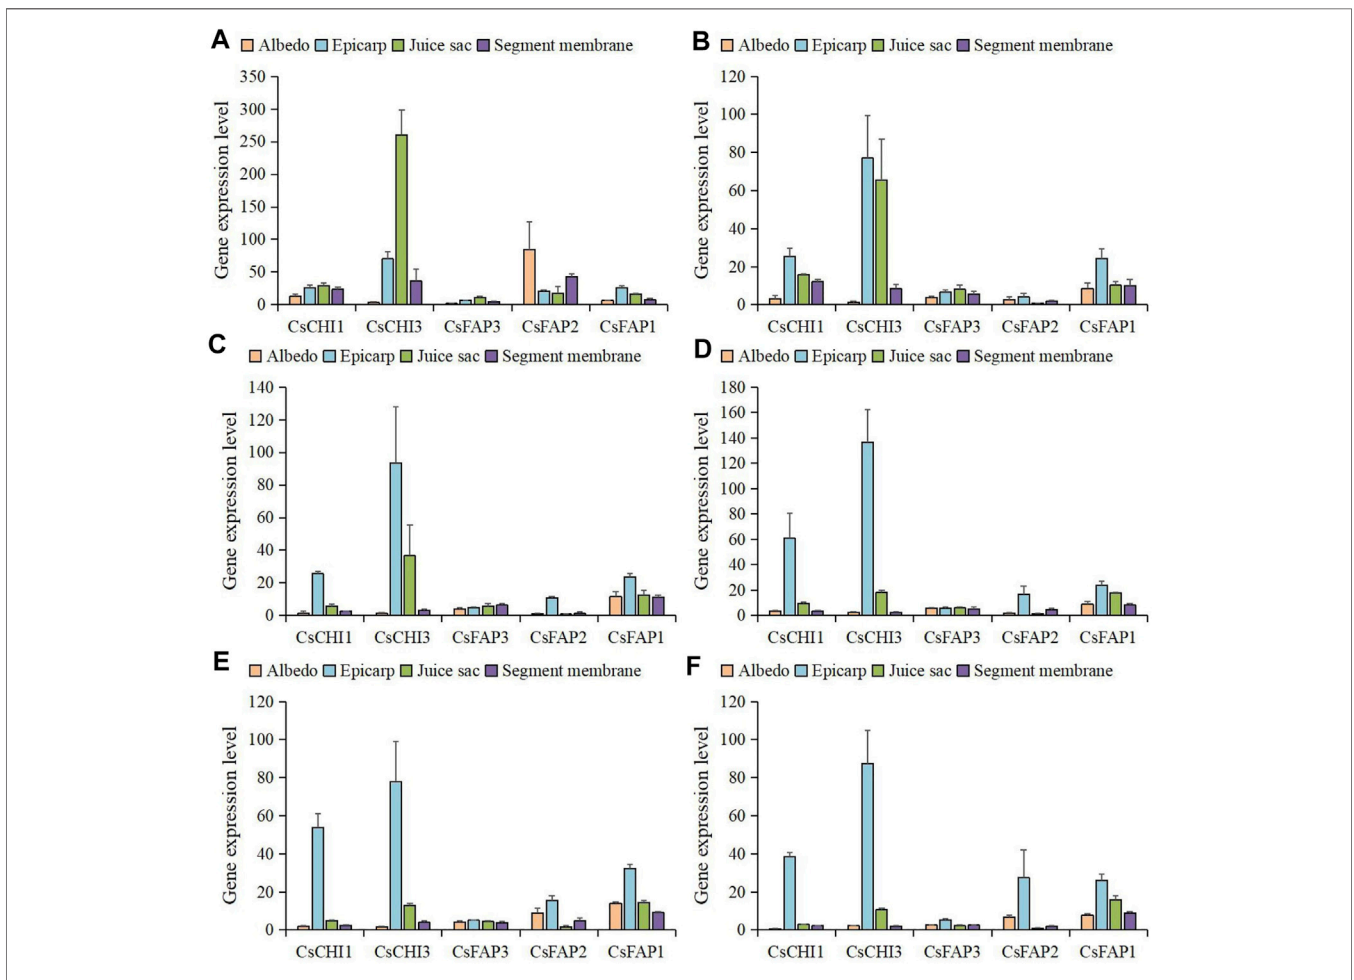 A
Albedo Epicarp Juice sac Segment membrane
Gene expression level
350
300
250
200
150
100
50
0
CsCHI1 CsCHI3 CsFAP3 CsFAP2 CsFAP1
B
Albedo Epicarp Juice sac Segment membrane
Gene expression level
120
100
80
60
40
20
0
CsCHI1 CsCHI3 CsFAP3 CsFAP2 CsFAP1
C
Albedo Epicarp Juice sac Segment membrane
Gene expression level
140
120
100
80
60
40
20
0
CsCHI1 CsCHI3 CsFAP3 CsFAP2 CsFAP1
D
Albedo Epicarp Juice sac Segment membrane
Gene expression level
180
160
140
120
100
80
60
40
20
0
CsCHI1 CsCHI3 CsFAP3 CsFAP2 CsFAP1
E
Albedo Epicarp Juice sac Segment membrane
Gene expression level
120
100
80
60
40
20
0
CsCHI1 CsCHI3 CsFAP3 CsFAP2 CsFAP1
F
Albedo Epicarp Juice sac Segment membrane
Gene expression level
120
100
80
60
40
20
0
CsCHI1 CsCHI3 CsFAP3 CsFAP2 CsFAP1